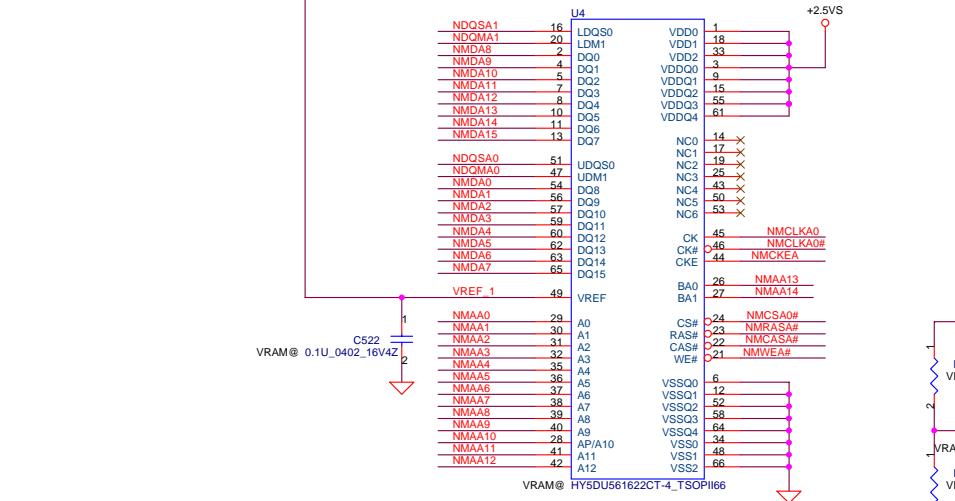 +2.5VS
U4
NDQSA1 16 LDQS0 VDD0 1
NDQMA1 20 LDM1 VDD1 18
NMDA8 2 DQ0 VDD2 33
NMDA9 4 DQ1 VDDQ0 3
NMDA10 5 DQ2 VDDQ1 9
NMDA11 7 DQ3 VDDQ2 15
NMDA12 8 DQ4 VDDQ3 55
NMDA13 10 DQ5 VDDQ4 61
NMDA14 11 DQ6
NMDA15 13 DQ7 NC0 14
NC1 17
NDQSA0 51 UDQS0 NC2 19
NDQMA0 47 UDM1 NC3 25
NMDA0 54 DQ8 NC4 43
NMDA1 56 DQ9 NC5 50
NMDA2 57 DQ10 NC6 53
NMDA3 59 DQ11
NMDA4 60 DQ12 CK 45 NMCLKA0
NMDA5 62 DQ13 CK# 46 NMCLKA0#
NMDA6 63 DQ14 CKE 44 NMCKEA
NMDA7 65 DQ15
BA0 26 NMAA13
VREF_1 49 VREF BA1 27 NMAA14
NMAA0 29 A0 CS# 24 NMCSA0#
NMAA1 30 A1 RAS# 23 NMRASA#
NMAA2 31 A2 CAS# 22 NMCASA#
NMAA3 32 A3 WE# 21 NMWEA#
NMAA4 35 A4
NMAA5 36 A5 VSSQ0 6
NMAA6 37 A6 VSSQ1 12
NMAA7 38 A7 VSSQ2 52
NMAA8 39 A8 VSSQ3 58
NMAA9 40 A9 VSSQ4 64
NMAA10 28 AP/A10 VSS0 34
NMAA11 41 A11 VSS1 48
NMAA12 42 A12 VSS2 66
VRAM@ HY5DU561622CT-4_TSOPII66
1
C522
VRAM@ 0.1U_0402_16V4Z
2
1
2
1